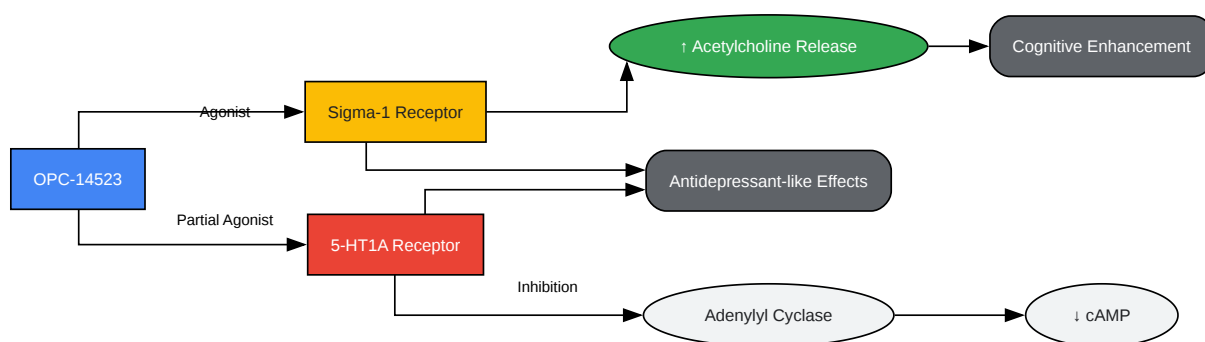 ↑ Acetylcholine Release
Cognitive Enhancement
Agonist
Sigma-1 Receptor
OPC-14523
Antidepressant-like Effects
Partial Agonist
5-HT1A Receptor
Inhibition
Adenylyl Cyclase
↓ cAMP